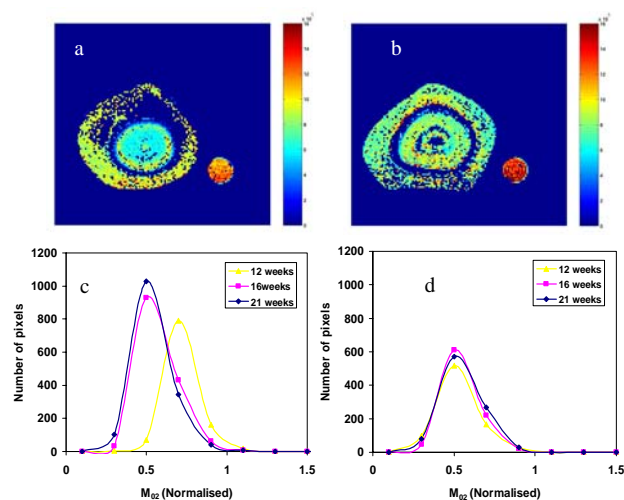 a
b
1200
1000
800
600
400
200
0
Number of pixels
c
12 weeks
16weeks
21 weeks
0
0.5
1
1.5
M02 (Normalised)
1200
1000
800
600
400
200
0
Number of pixels
d
12 weeks
16 weeks
21 weeks
0
0.5
1
1.5
M02 (Normalised)